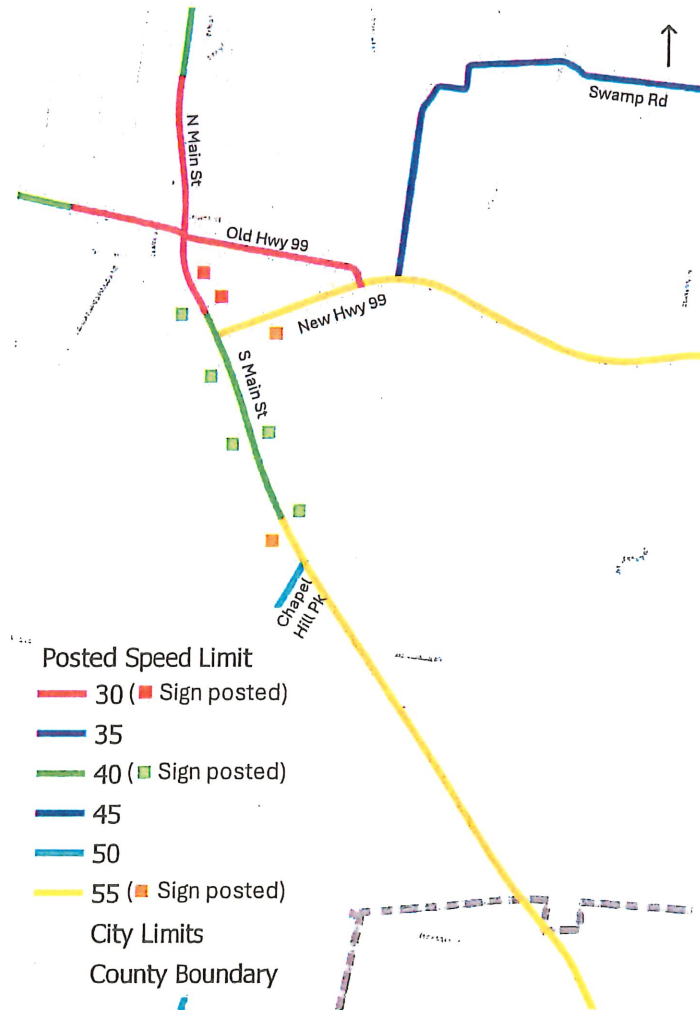 Swamp Rd
N Main St
Old Hwy 99
New Hwy 99
S Main St
Chapel
Hill Pk
Posted Speed Limit
30 ( Sign posted)
35
40 ( Sign posted)
45
50
55 ( Sign posted)
City Limits
County Boundary